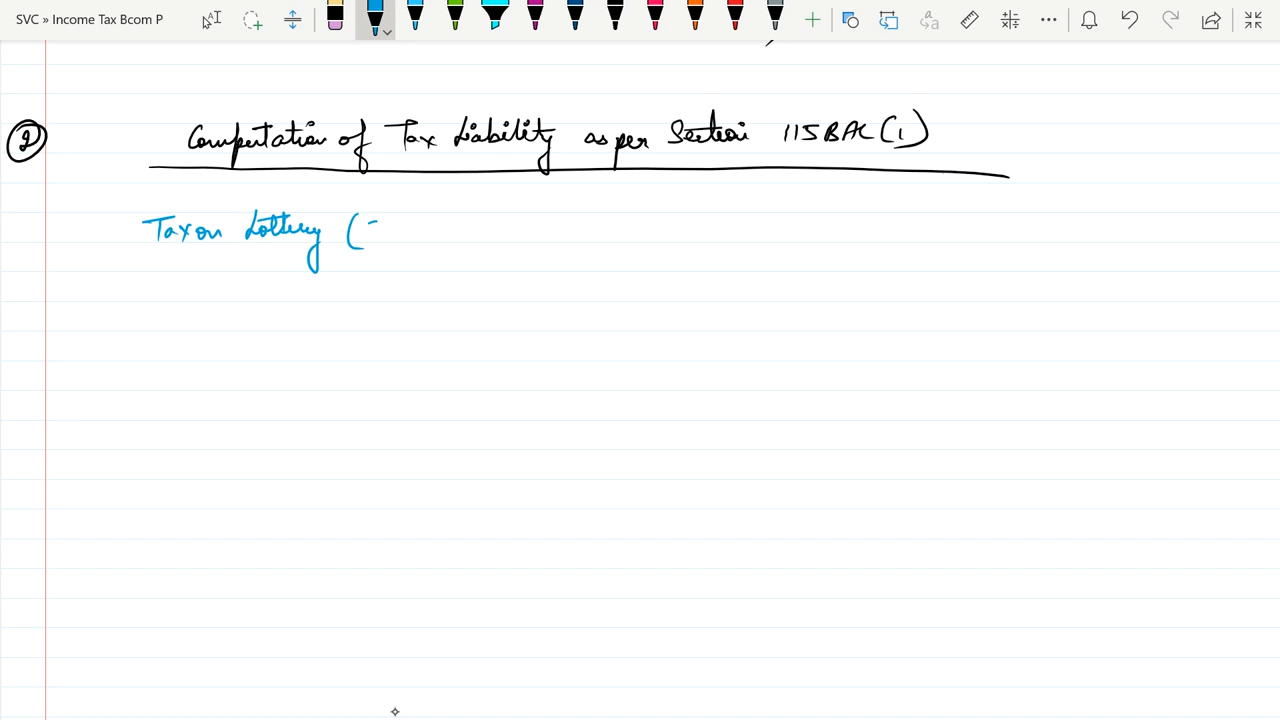 SVC » Income Tax Bcom P
2 Computation of Tax Liability as per Section 115BAC(1)
Tax on Lottery (